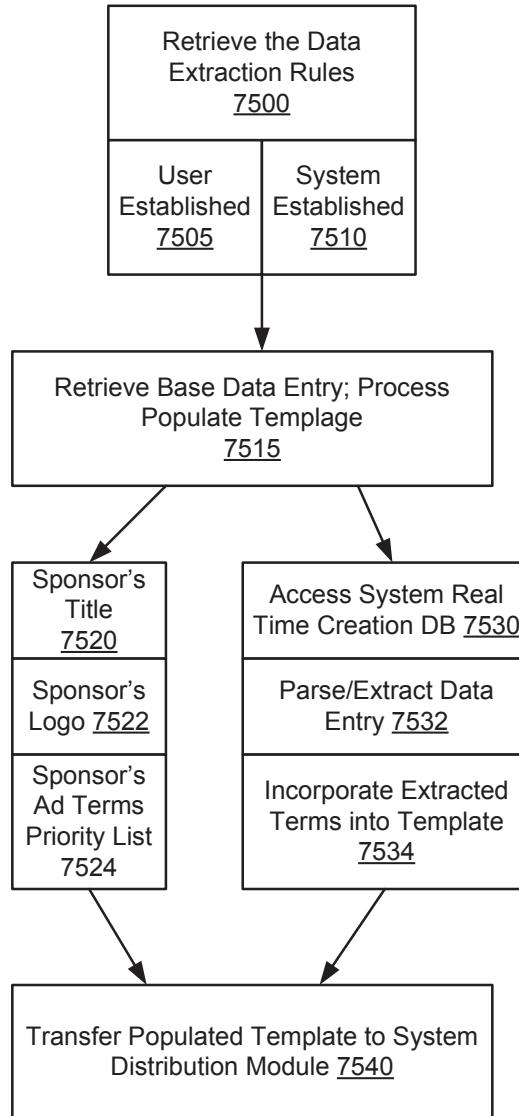 Retrieve the Data
Extraction Rules
7500
User
Established
7505
System
Established
7510
Retrieve Base Data Entry; Process
Populate Templage
7515
Sponsor's
Title
7520
Sponsor's
Logo 7522
Sponsor's
Ad Terms
Priority List
7524
Access System Real
Time Creation DB 7530
Parse/Extract Data
Entry 7532
Incorporate Extracted
Terms into Template
7534
Transfer Populated Template to System
Distribution Module 7540